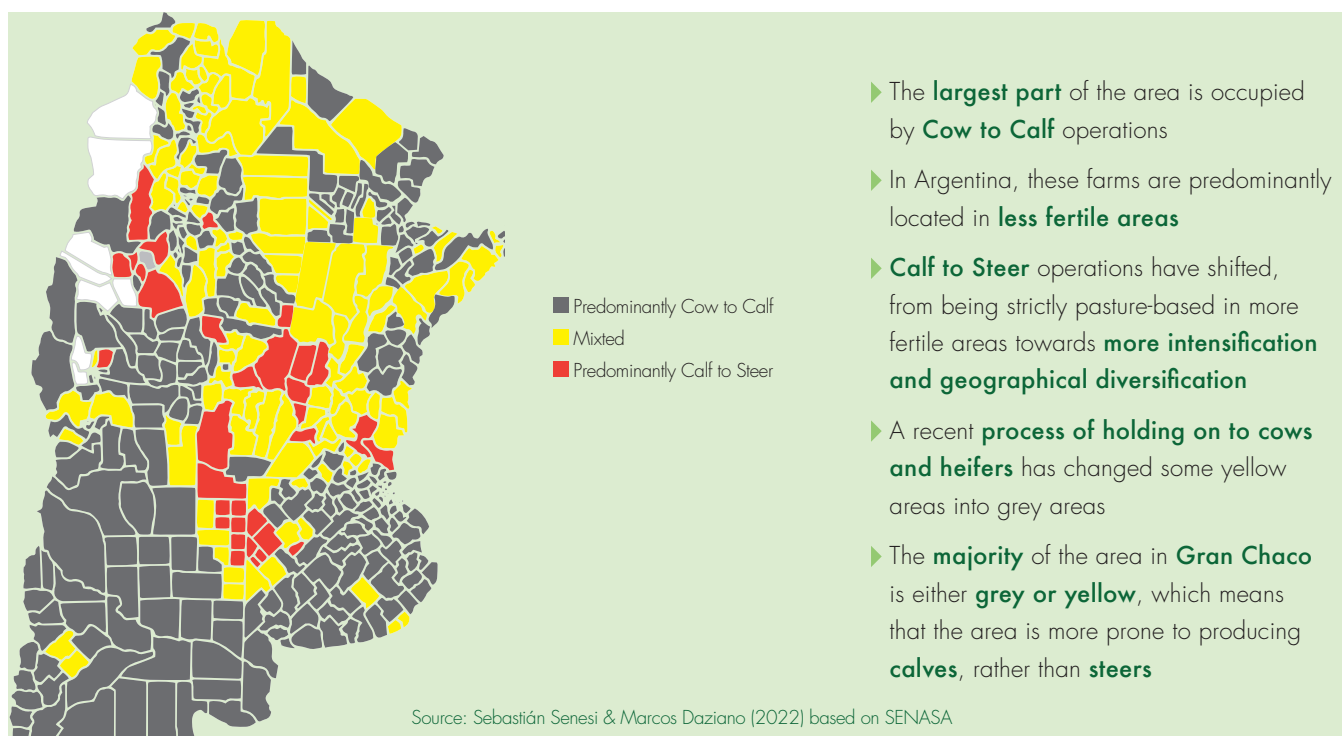 The largest part of the area is occupied
by Cow to Calf operations
In Argentina, these farms are predominantly
located in less fertile areas
Calf to Steer operations have shifted,
from being strictly pasture-based in more
fertile areas towards more intensification
and geographical diversification
A recent process of holding on to cows
and heifers has changed some yellow
areas into grey areas
The majority of the area in Gran Chaco
is either grey or yellow, which means
that the area is more prone to producing
calves, rather than steers
Predominantly Cow to Calf
Mixted
Predominantly Calf to Steer
Source: Sebastián Senesi & Marcos Daziano (2022) based on SENASA